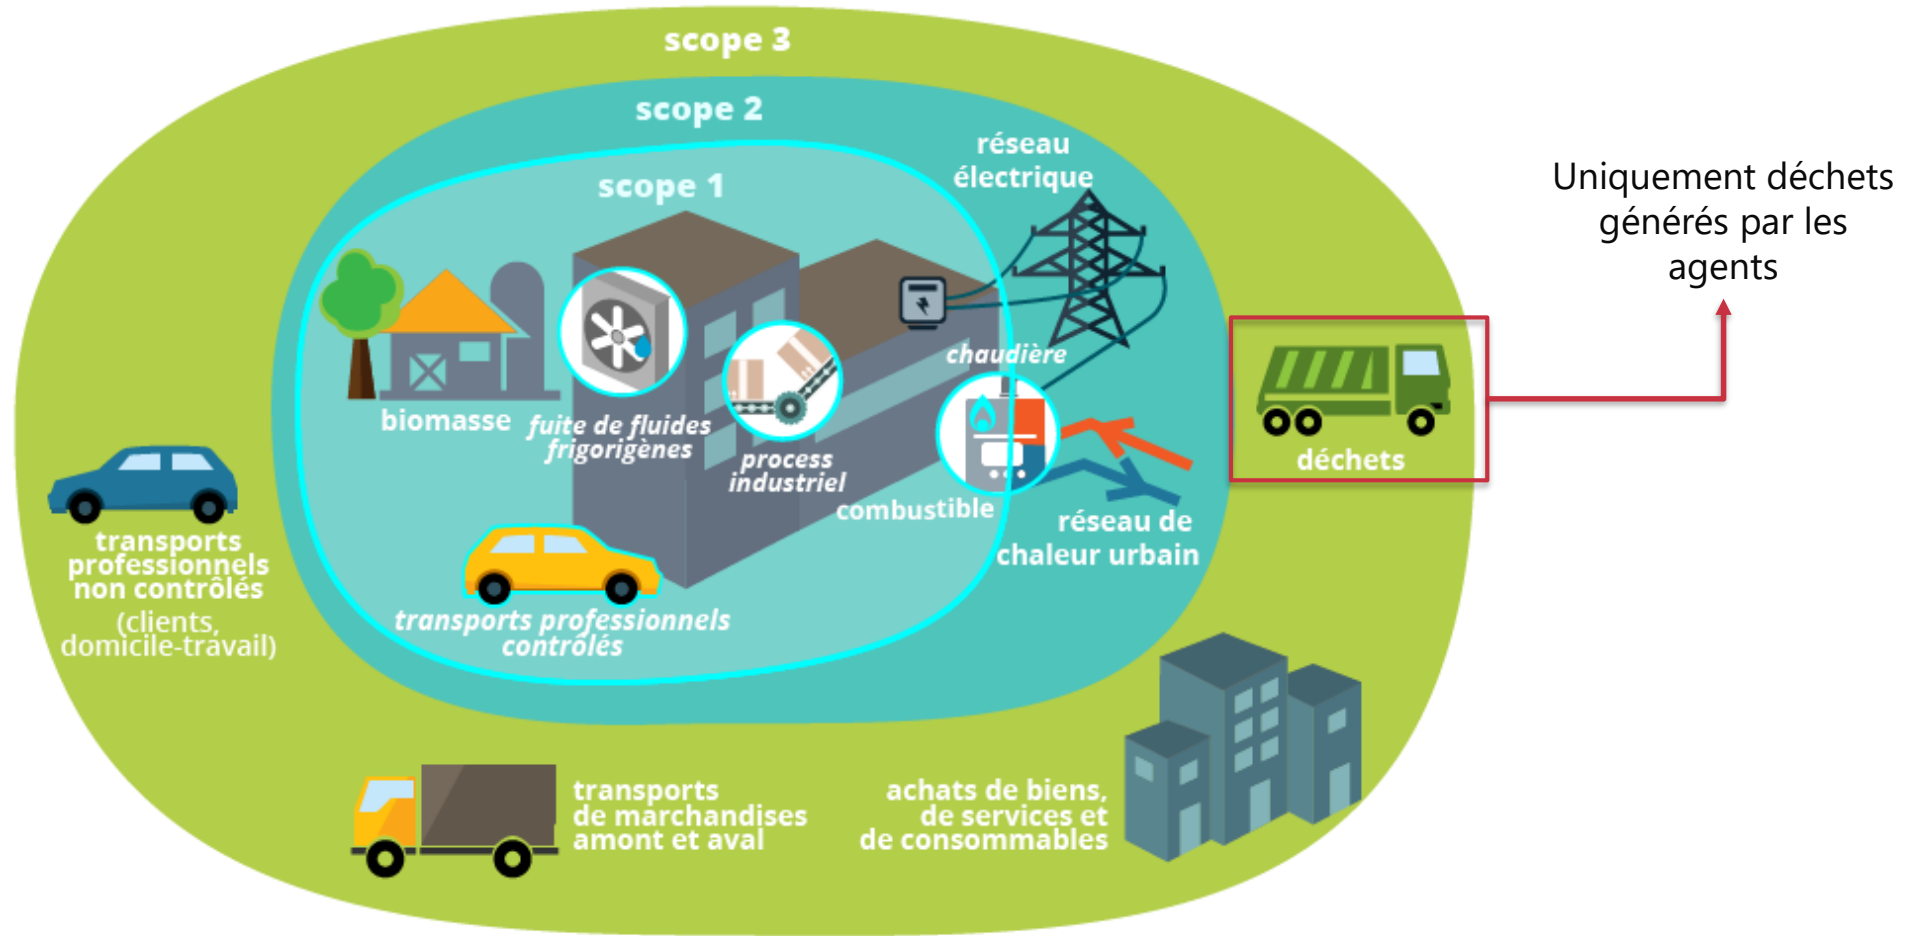 scope 3
scope 2
scope 1
réseau
électrique
Uniquement déchets
générés par les
agents
chaudière
biomasse
fuite de fluides
frigorigènes
process
industriel
combustible
déchets
réseau de
chaleur urbain
transports
professionnels
non contrôlés
(clients,
domicile-travail)
transports professionnels
contrôlés
transports
de marchandises
amont et aval
achats de biens,
de services et
de consommables